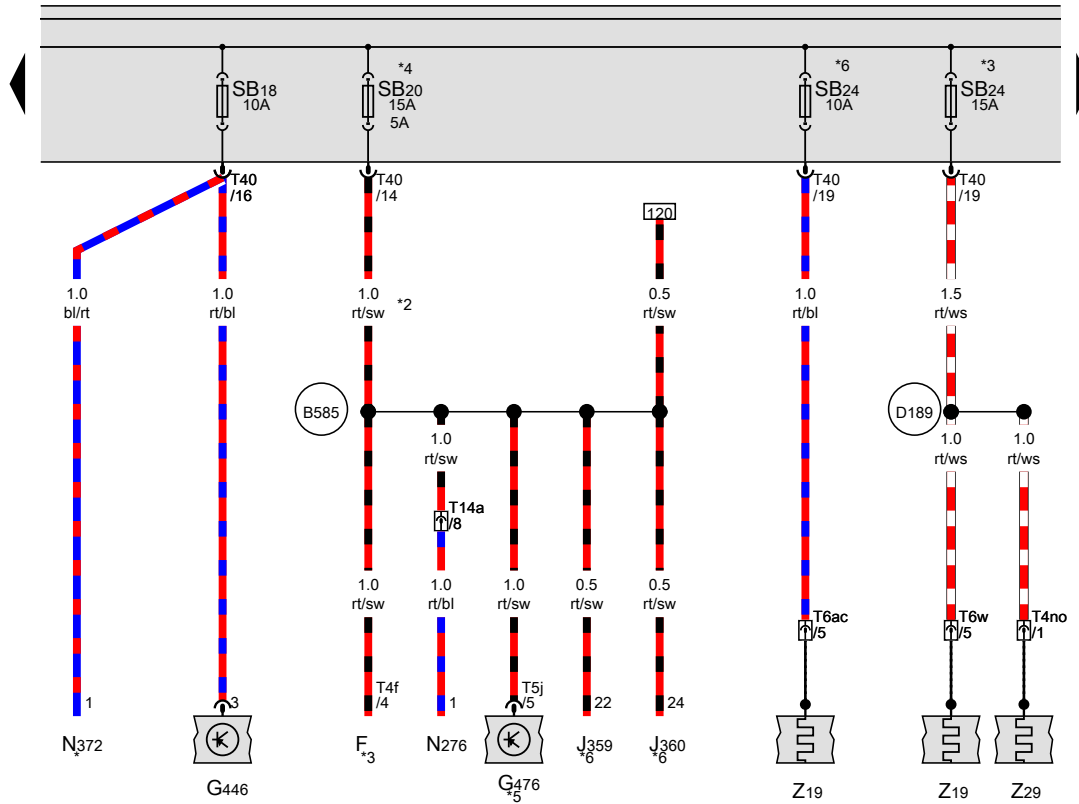 *4
*6
*3
SB18
SB20
SB24
SB24
10A
15A
10A
15A
5A
T40
/16
T40
/14
T40
/19
T40
/19
120
1.0
bl/rt
1.0
rt/bl
1.0
rt/sw
*2
0.5
rt/sw
1.0
rt/bl
1.5
rt/ws
B585
D189
1.0
rt/sw
1.0
rt/ws
1.0
rt/ws
T14a
/8
1.0
rt/sw
1.0
rt/bl
1.0
rt/sw
0.5
rt/sw
0.5
rt/sw
T6ac
/5
T6w
/5
T4no
/1
1
3
T4f
/4
1
T5j
/5
22
24
N372
*
G446
F
*3
N276
G476
*5
J359
*6
J360
*6
Z19
Z19
Z29